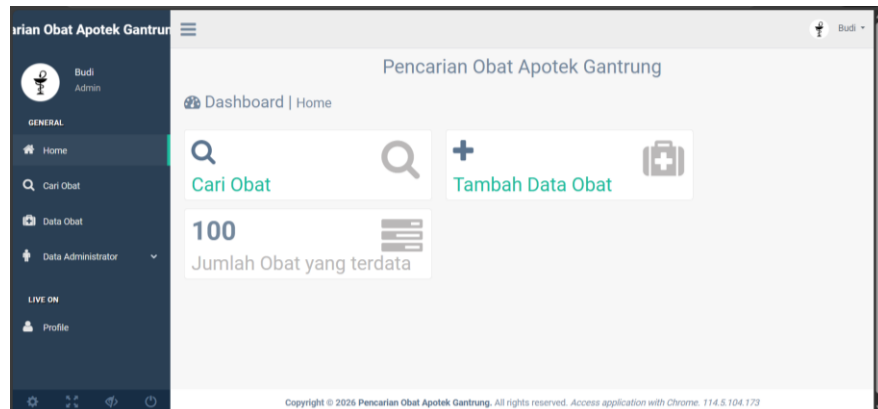 arian Obat Apotek Gantrun
Budi
Admin
GENERAL
Home
Cari Obat
Data Obat
Data Administrator
LIVE ON
Profile
Budi
Pencarian Obat Apotek Gantrung
Dashboard | Home
Cari Obat
Tambah Data Obat
100
Jumlah Obat yang terdata
Copyright © 2026 Pencarian Obat Apotek Gantrung. All rights reserved. Access application with Chrome. 114.5.104.173